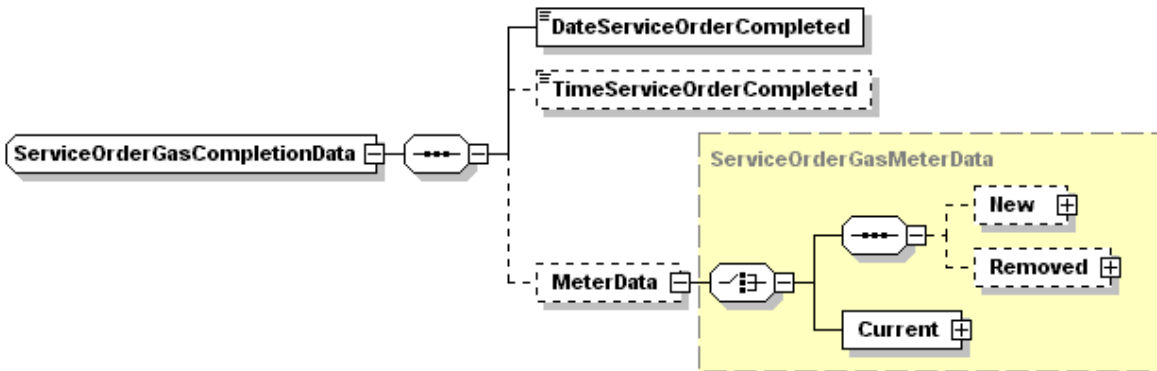 DateServiceOrderCompleted
TimeServiceOrderCompleted
ServiceOrderGasCompletionData
ServiceOrderGasMeterData
New
Removed
MeterData
Current